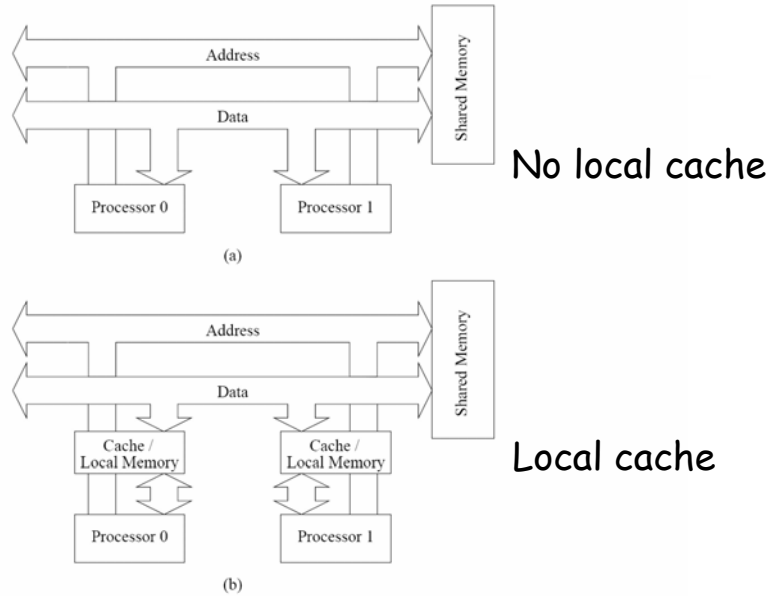 Address
Shared Memory
Data
No local cache
Processor 0
Processor 1
(a)
Address
Shared Memory
Data
Cache /
Local Memory
Cache /
Local Memory
Local cache
Processor 0
Processor 1
(b)